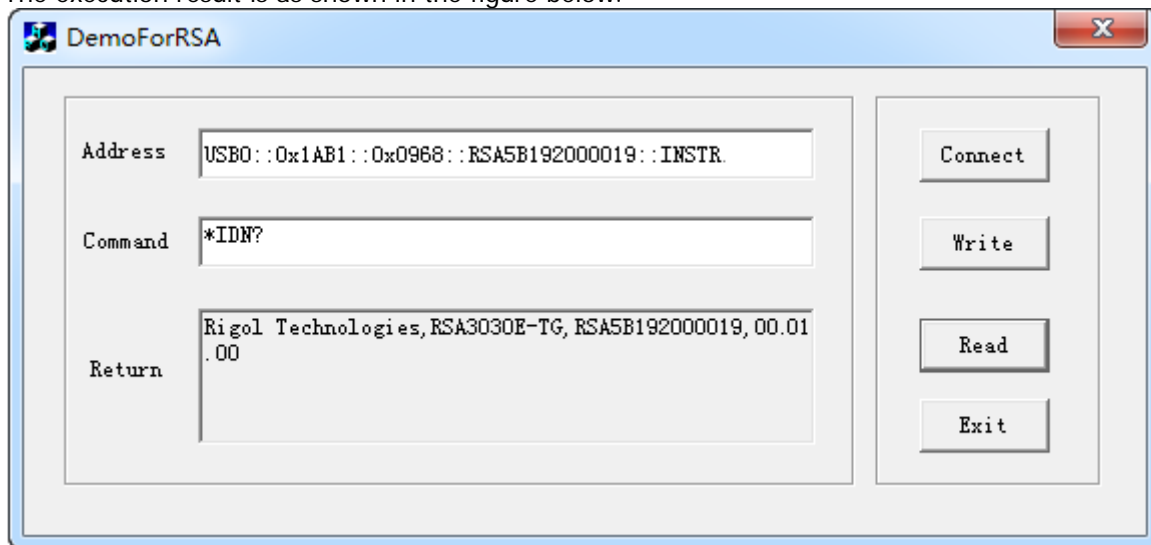 The execution result is as shown in the figure below.
DemoForRSA
Address
USB0::0x1AB1::0x0968::RSA5B192000019::INSTR.
Connect
Command
*IDN?
Write
Return
Rigol Technologies,RSA3030E-TG,RSA5B192000019,00.01
.00
Read
Exit